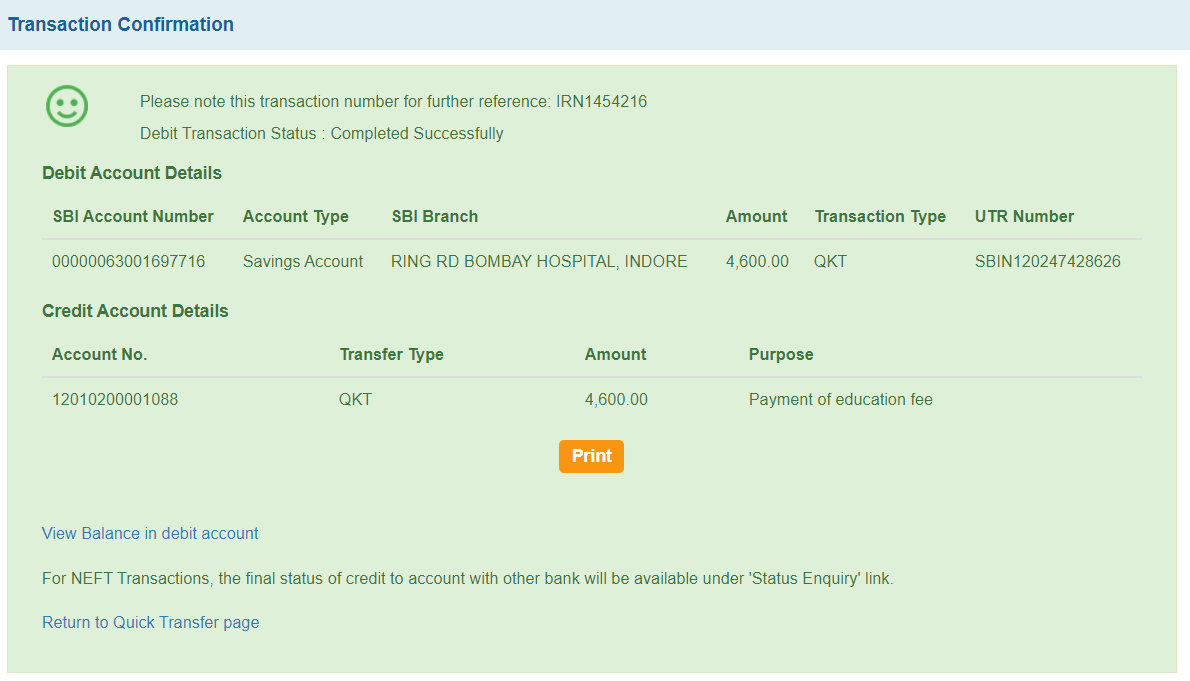 Transaction Confirmation
Please note this transaction number for further reference: IRN1454216
Debit Transaction Status : Completed Successfully
Debit Account Details
SBI Account Number Account Type SBI Branch Amount Transaction Type UTR Number
00000063001697716 Savings Account RING RD BOMBAY HOSPITAL, INDORE 4,600.00 QKT SBIN120247428626
Credit Account Details
Account No. Transfer Type Amount Purpose
12010200001088 QKT 4,600.00 Payment of education fee
Print
View Balance in debit account
For NEFT Transactions, the final status of credit to account with other bank will be available under 'Status Enquiry' link.
Return to Quick Transfer page